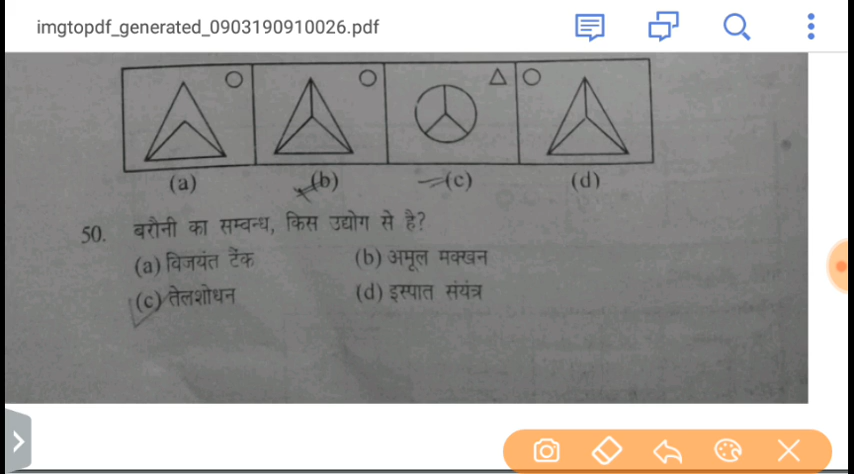 imgtopdf_generated_0903190910026.pdf
(a) (b) (c) (d)
50. बरौनी का सम्बन्ध, किस उद्योग से है?
(a) विजयंत टैंक (b) अमूल मक्खन
(c) तेलशोधन (d) इस्पात संयंत्र